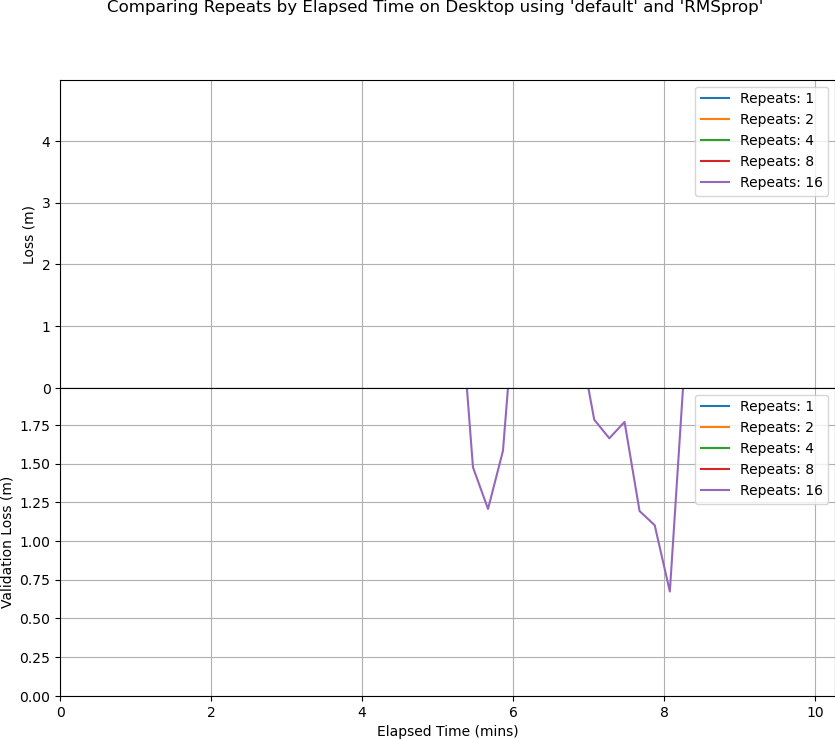 Comparing Repeats by Elapsed Time on Desktop using 'default' and 'RMSprop'
Loss (m)
4
3
2
1
0
Repeats: 1
Repeats: 2
Repeats: 4
Repeats: 8
Repeats: 16
Validation Loss (m)
1.75
1.50
1.25
1.00
0.75
0.50
0.25
0.00
Repeats: 1
Repeats: 2
Repeats: 4
Repeats: 8
Repeats: 16
0 2 4 6 8 10
Elapsed Time (mins)